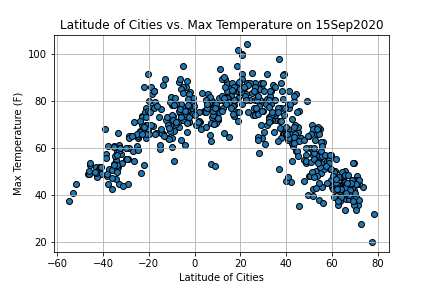 Latitude of Cities vs. Max Temperature on 15Sep2020
Max Temperature (F)
100
80
60
40
20
−60 −40 −20 0 20 40 60 80
Latitude of Cities